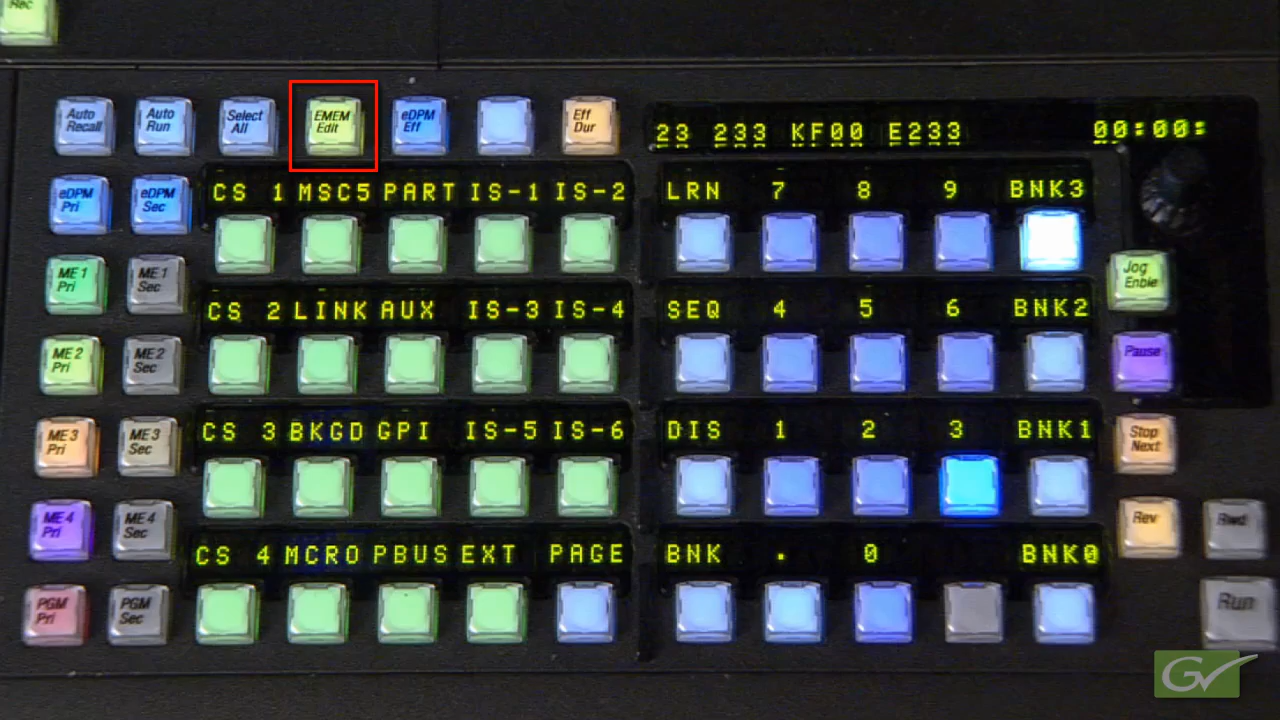 Rec
Auto Recall
Auto Run
Select All
EMEM Edit
eDPM Eff
Eff Dur
23 233 KF00 E233 00:00:
eDPM Pri
eDPM Sec
CS 1 MSC5 PART IS-1 IS-2
LRN 7 8 9 BNK3
ME 1 Pri
ME 1 Sec
Jog Enble
CS 2 LINK AUX IS-3 IS-4
SEQ 4 5 6 BNK2
ME 2 Pri
ME 2 Sec
Pause
CS 3 BKGD GPI IS-5 IS-6
DIS 1 2 3 BNK1
ME 3 Pri
ME 3 Sec
Stop Next
ME 4 Pri
ME 4 Sec
Rev
Rwd
CS 4 MCRO PBUS EXT PAGE
BNK . 0 BNK0
PGM Pri
PGM Sec
Run
GV